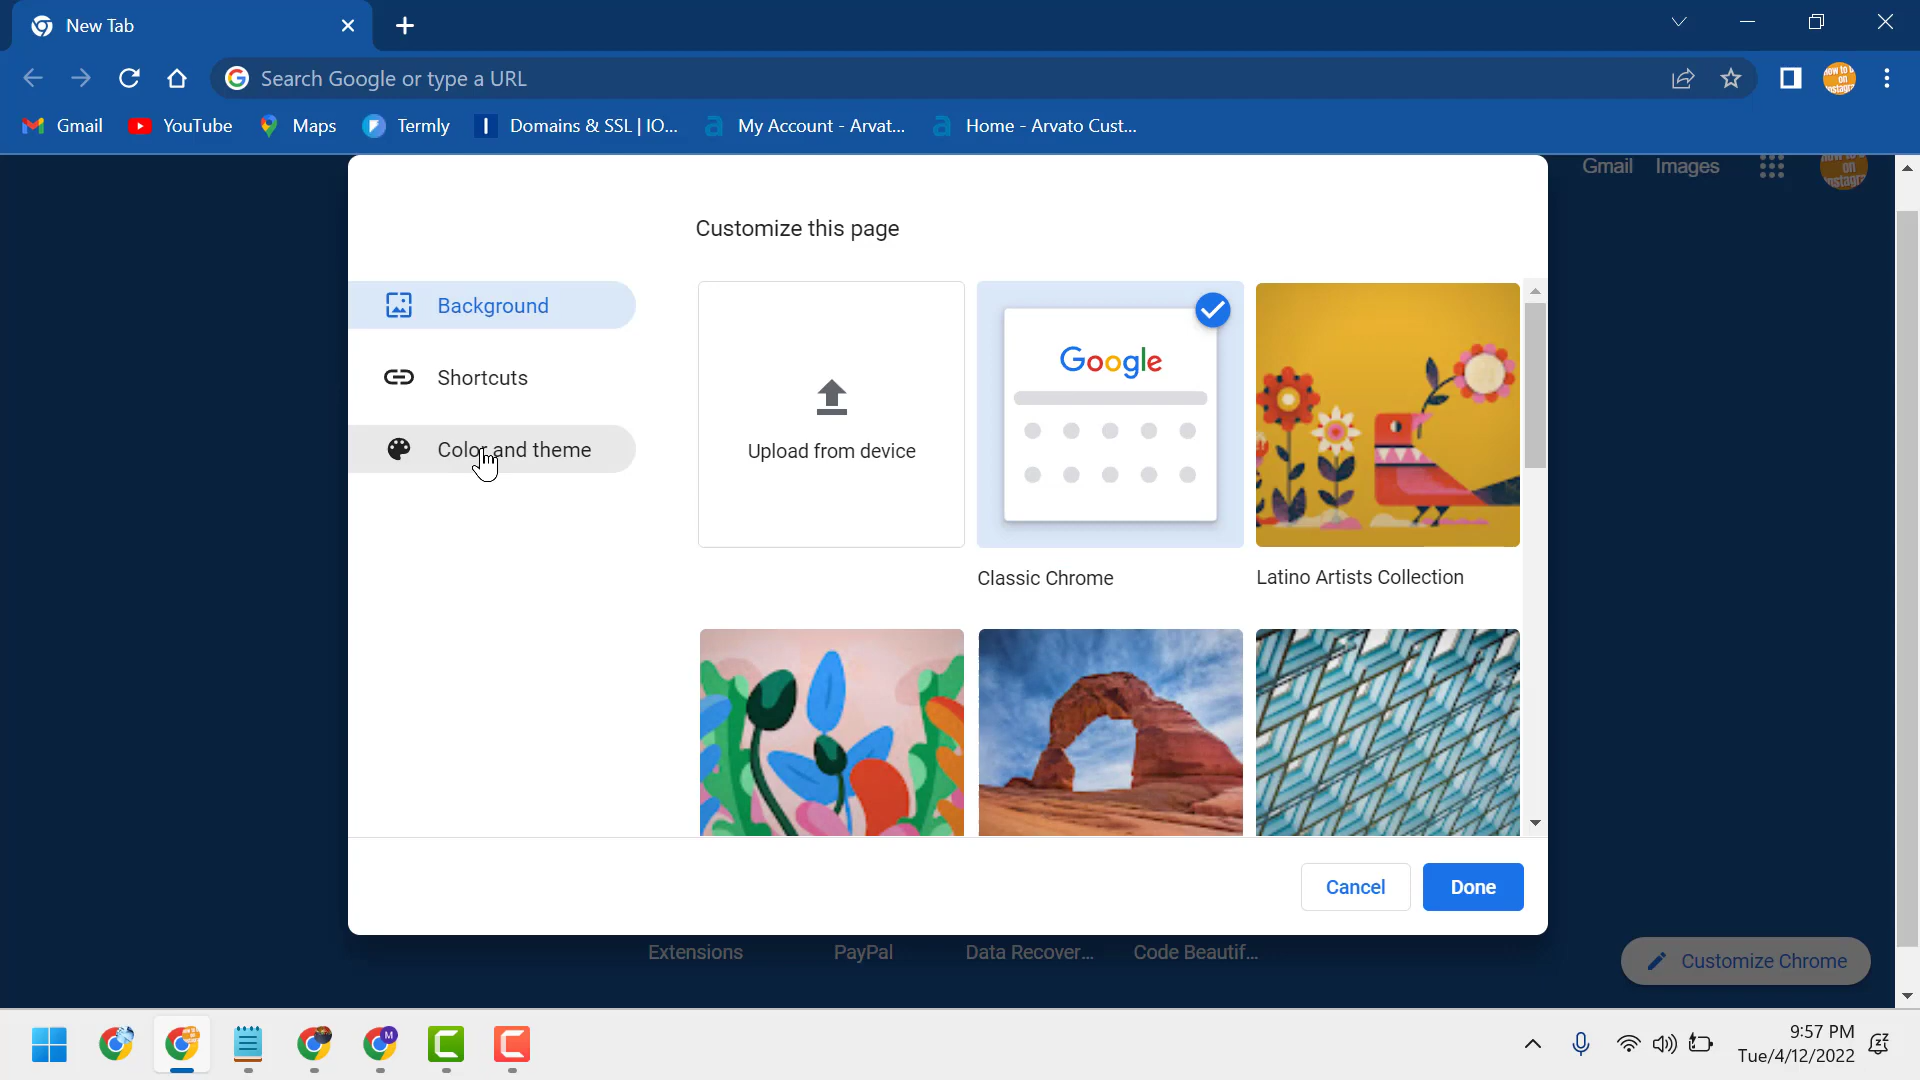 New Tab
Search Google or type a URL
Gmail
YouTube
Maps
Termly
Domains & SSL | IO...
My Account - Arvat...
Home - Arvato Cust...
Gmail
Images
Customize this page
Background
Shortcuts
Color and theme
Upload from device
Google
Classic Chrome
Latino Artists Collection
Cancel
Done
Extensions
PayPal
Data Recover...
Code Beautif...
Customize Chrome
M
9:57 PM
Tue/4/12/2022